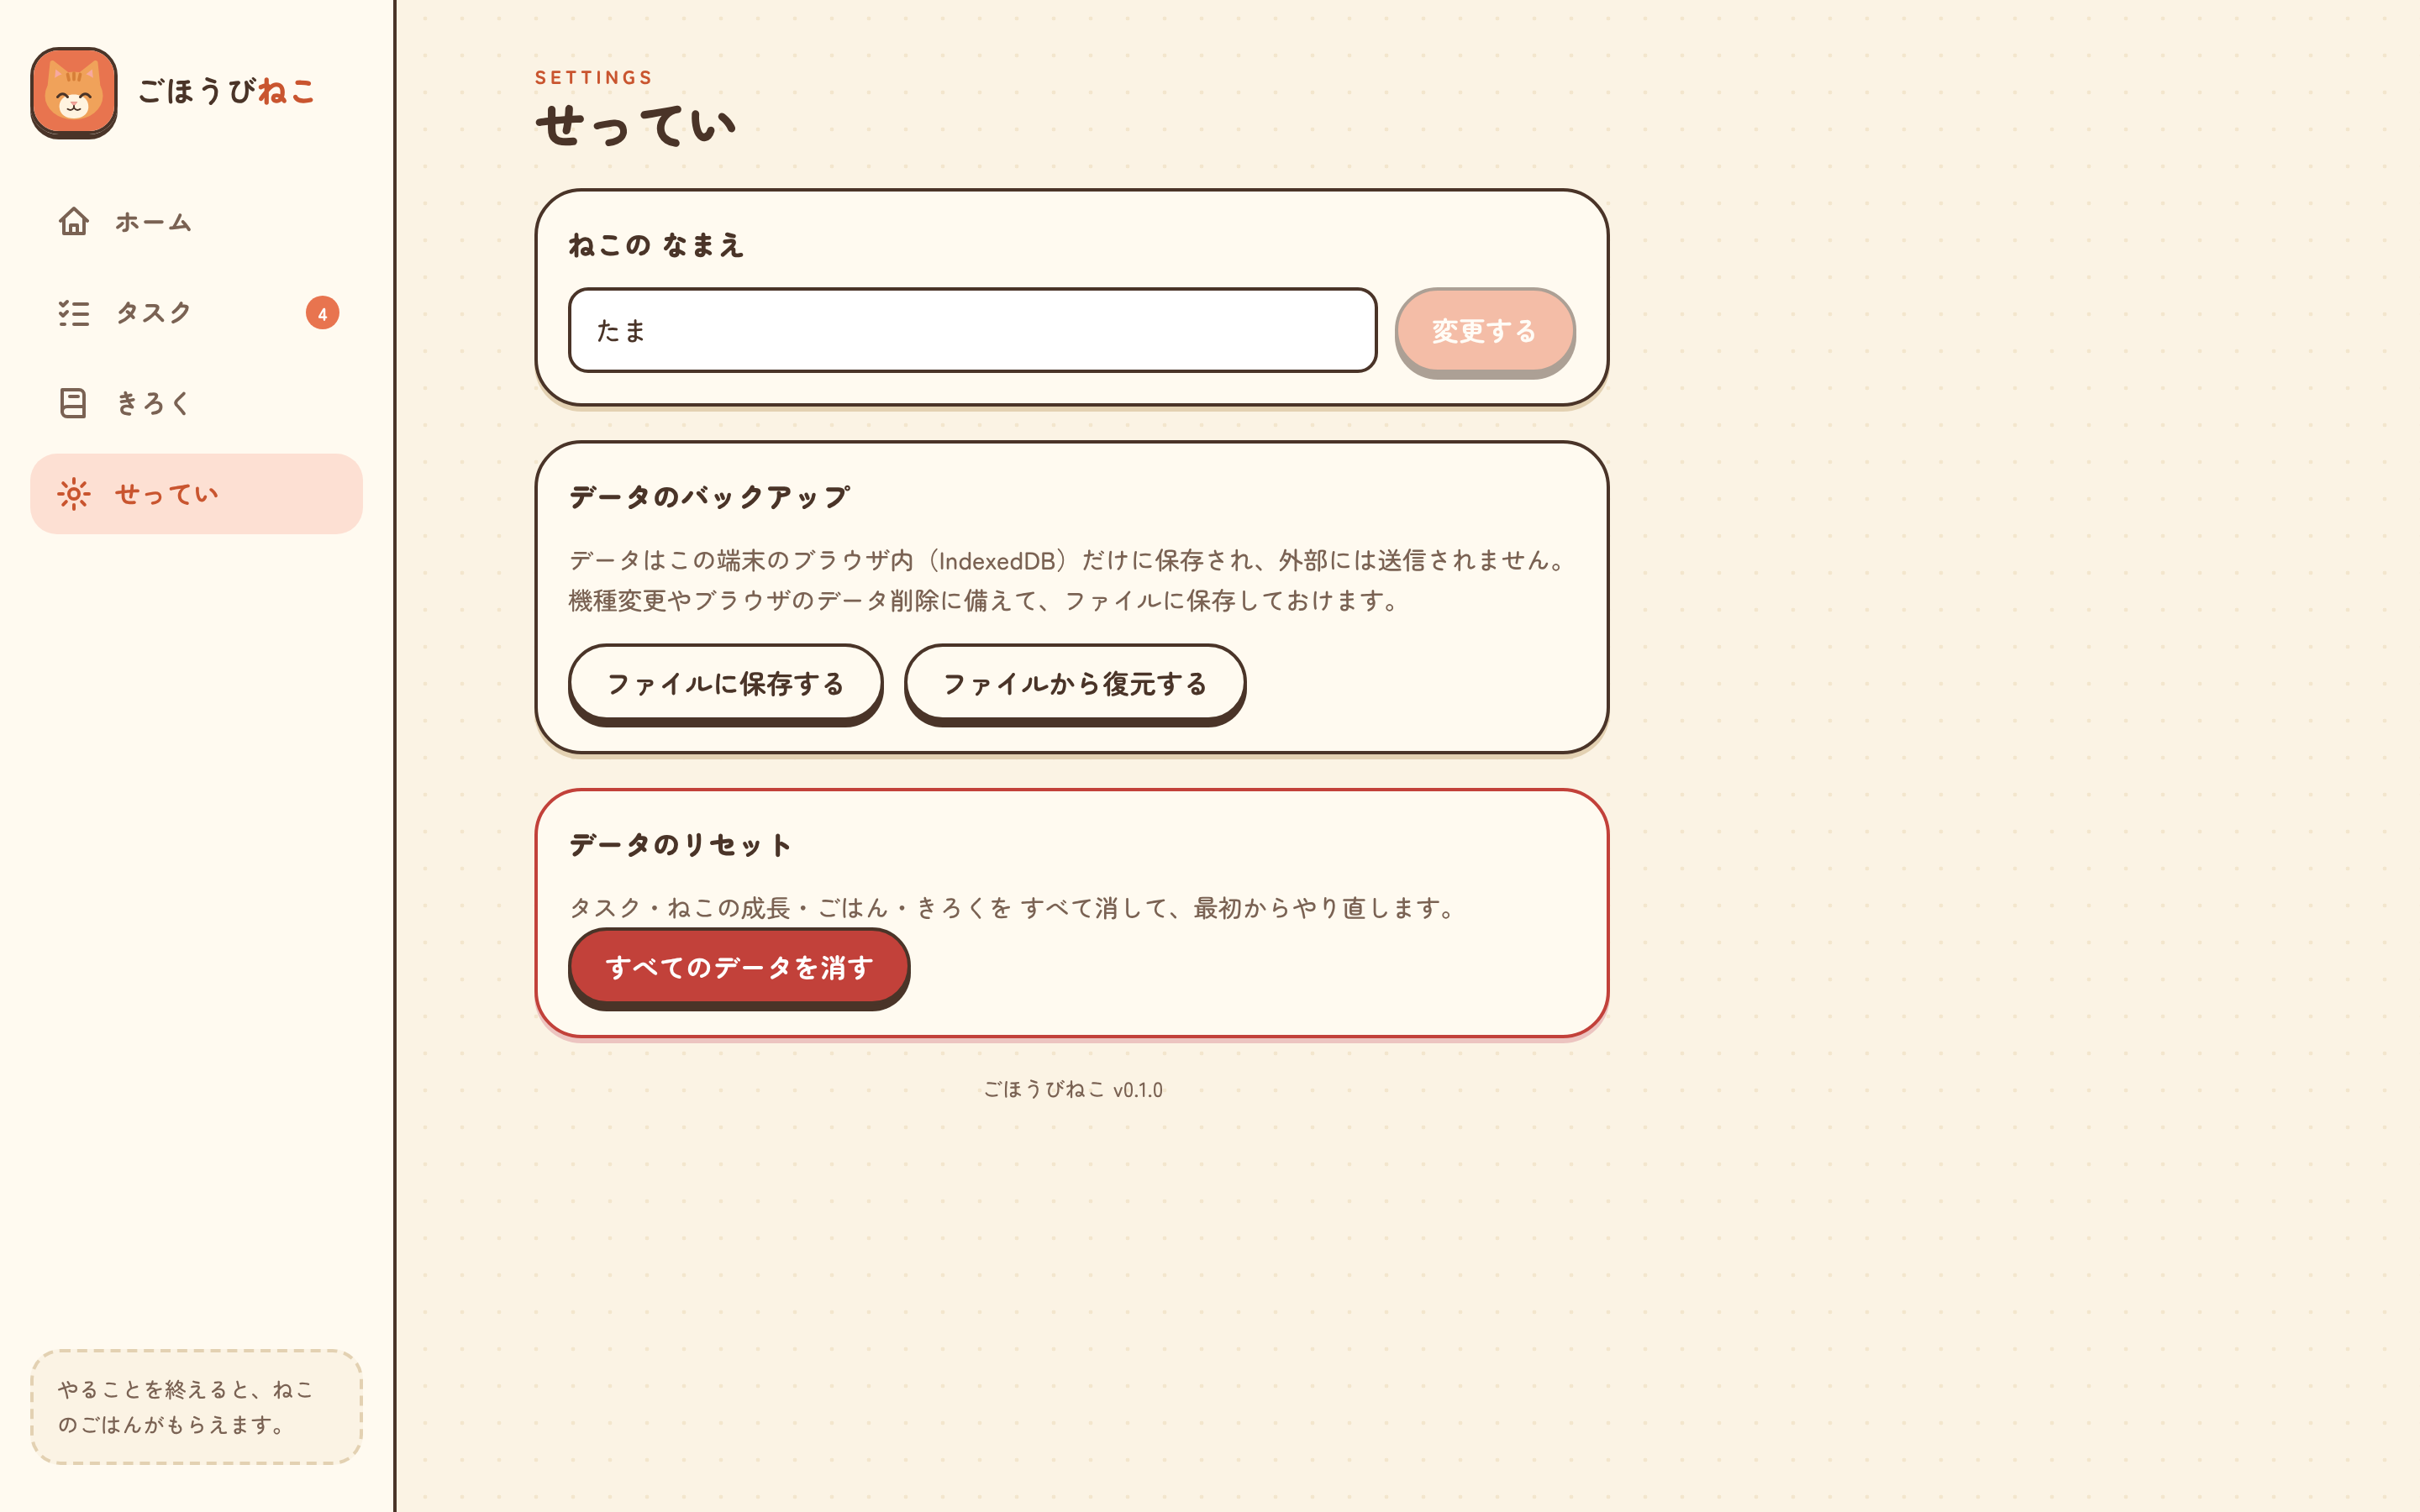 ごほうびねこ
ホーム
タスク 4
きろく
せってい
やることを終えると、ねこ
のごはんがもらえます。
SETTINGS
せってい
ねこの なまえ
たま
変更する
データのバックアップ
データはこの端末のブラウザ内（IndexedDB）だけに保存され、外部には送信されません。
機種変更やブラウザのデータ削除に備えて、ファイルに保存しておけます。
ファイルに保存する ファイルから復元する
データのリセット
タスク・ねこの成長・ごはん・きろくを すべて消して、最初からやり直します。
すべてのデータを消す
ごほうびねこ v0.1.0